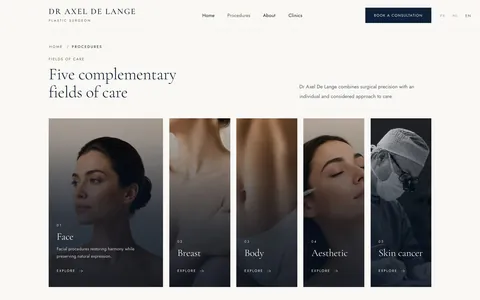 DR AXEL DE LANGE
PLASTIC SURGEON
Home Procedures About Clinics
BOOK A CONSULTATION
FR NL EN
HOME / PROCEDURES
FIELDS OF CARE
Five complementary
fields of care
Dr Axel De Lange combines surgical precision with an
individual and considered approach to care.
01
Face
Facial procedures restoring harmony while
preserving natural expression.
EXPLORE →
02
Breast
EXPLORE →
03
Body
EXPLORE →
04
Aesthetic
EXPLORE →
05
Skin cancer
EXPLORE →